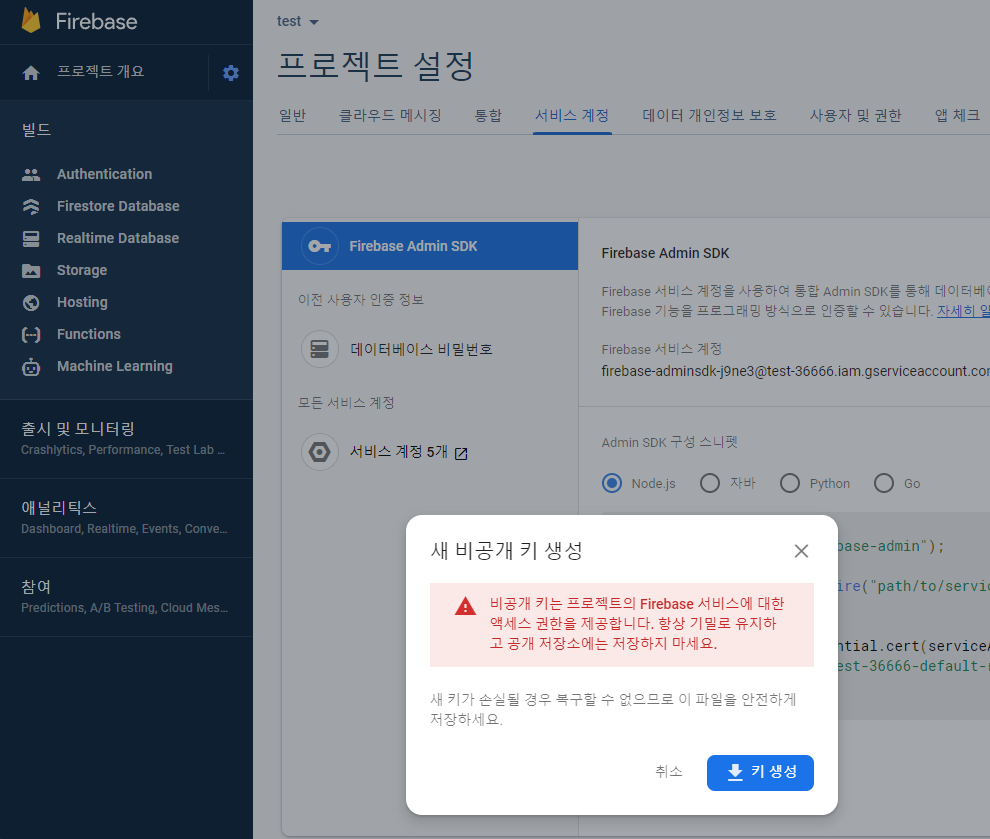 Firebase
프로젝트 개요
빌드
Authentication
Firestore Database
Realtime Database
Storage
Hosting
Functions
Machine Learning
출시 및 모니터링
Crashlytics, Performance, Test Lab ...
애널리틱스
Dashboard, Realtime, Events, Conve...
참여
Predictions, A/B Testing, Cloud Mes...
test
프로젝트 설정
일반 클라우드 메시징 통합 서비스 계정 데이터 개인정보 보호 사용자 및 권한 앱 체크
Firebase Admin SDK
이전 사용자 인증 정보
데이터베이스 비밀번호
모든 서비스 계정
서비스 계정 5개
Firebase Admin SDK
Firebase 서비스 계정을 사용하여 통합 Admin SDK를 통해 데이터베이
Firebase 기능을 프로그래밍 방식으로 인증할 수 있습니다. 자세히 알
Firebase 서비스 계정
firebase-adminsdk-j9ne3@test-36666.iam.gserviceaccount.co
Admin SDK 구성 스니펫
Node.js 자바 Python Go
base-admin");
ire("path/to/servic
ntial.cert(service
est-36666-default-r
새 비공개 키 생성
비공개 키는 프로젝트의 Firebase 서비스에 대한
액세스 권한을 제공합니다. 항상 기밀로 유지하
고 공개 저장소에는 저장하지 마세요.
새 키가 손실될 경우 복구할 수 없으므로 이 파일을 안전하게
저장하세요.
취소 키 생성